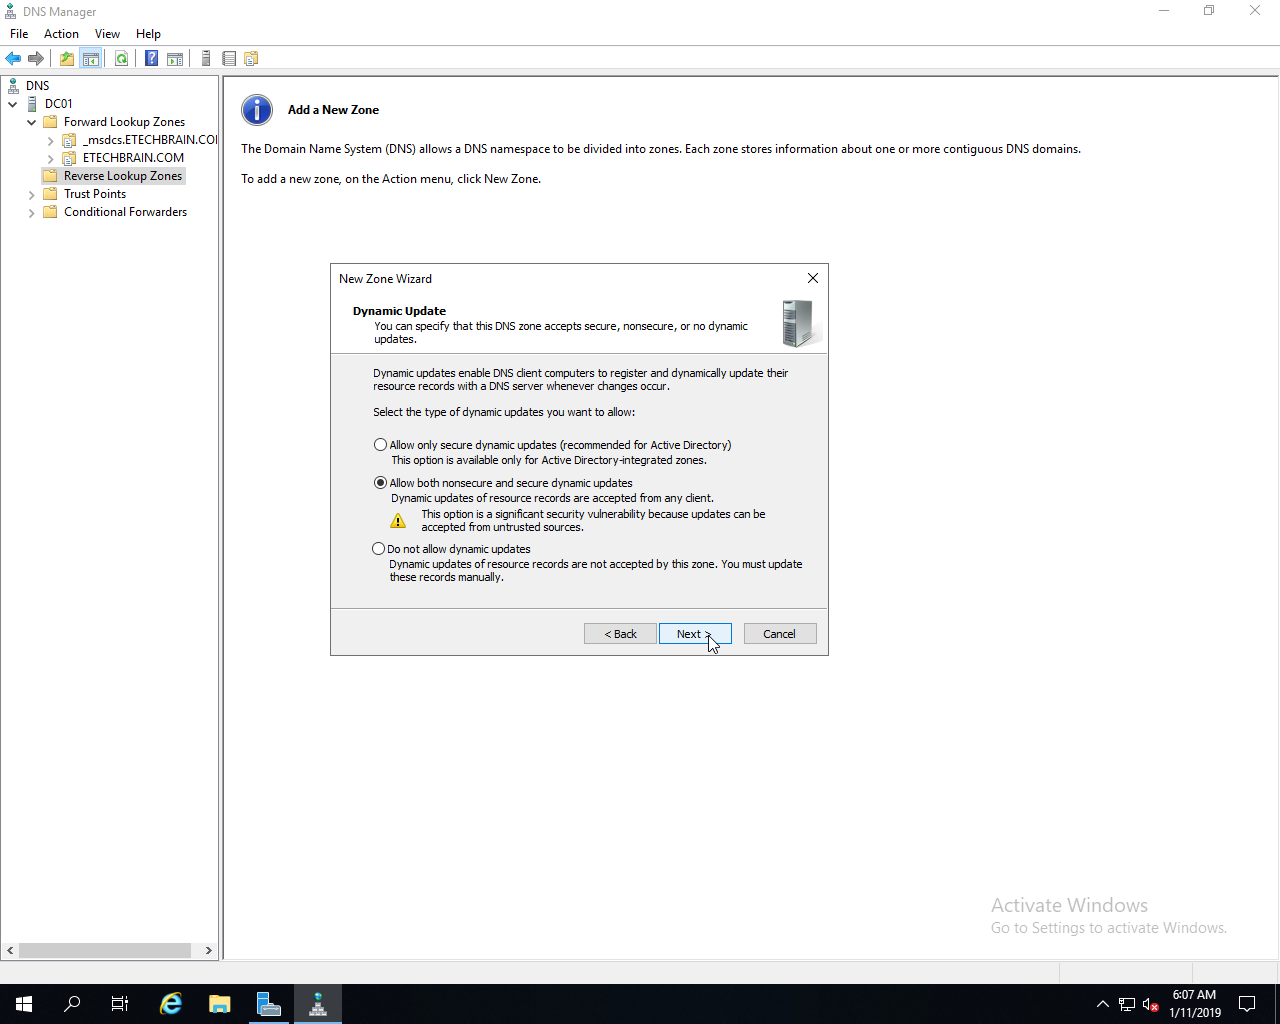 DNS Manager
File Action View Help
DNS
DC01
Forward Lookup Zones
_msdcs.ETECHBRAIN.CO
ETECHBRAIN.COM
Reverse Lookup Zones
Trust Points
Conditional Forwarders
Add a New Zone
The Domain Name System (DNS) allows a DNS namespace to be divided into zones. Each zone stores information about one or more contiguous DNS domains.
To add a new zone, on the Action menu, click New Zone.
New Zone Wizard
Dynamic Update
You can specify that this DNS zone accepts secure, nonsecure, or no dynamic
updates.
Dynamic updates enable DNS client computers to register and dynamically update their
resource records with a DNS server whenever changes occur.
Select the type of dynamic updates you want to allow:
Allow only secure dynamic updates (recommended for Active Directory)
This option is available only for Active Directory-integrated zones.
Allow both nonsecure and secure dynamic updates
Dynamic updates of resource records are accepted from any client.
This option is a significant security vulnerability because updates can be
accepted from untrusted sources.
Do not allow dynamic updates
Dynamic updates of resource records are not accepted by this zone. You must update
these records manually.
< Back Next > Cancel
Activate Windows
Go to Settings to activate Windows.
6:07 AM
1/11/2019